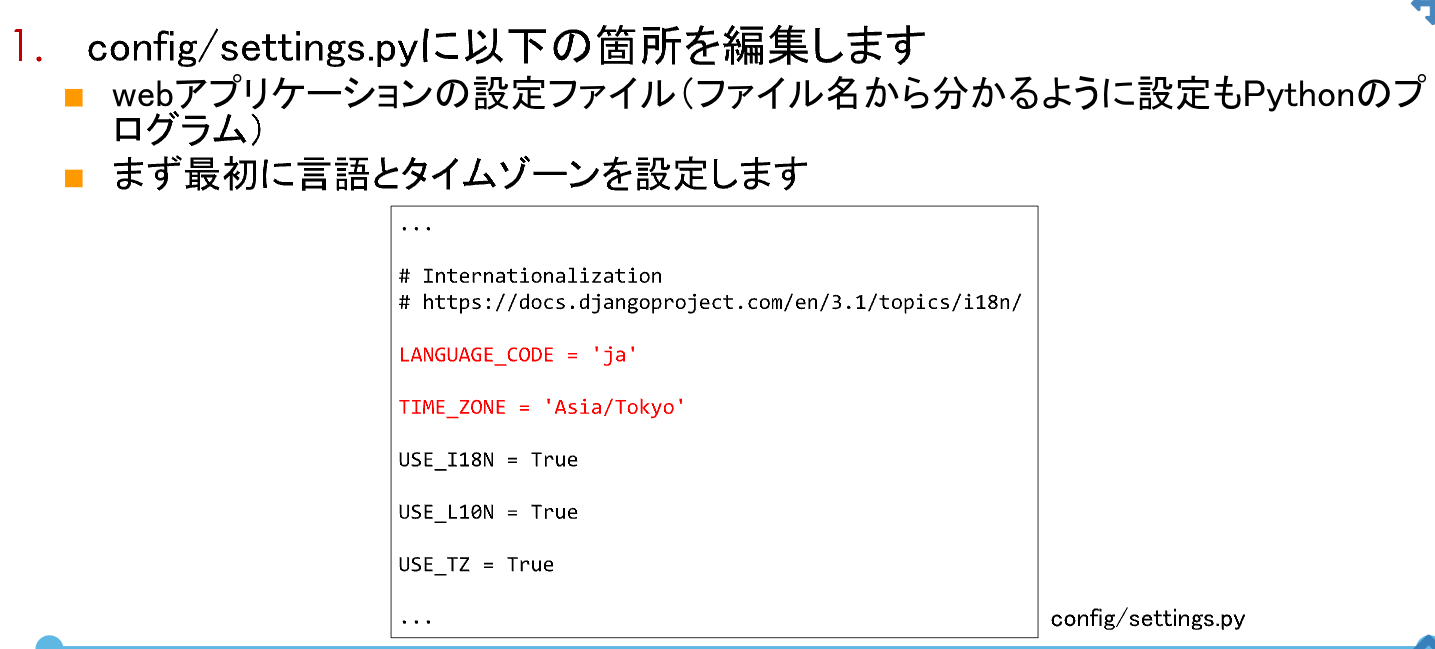 1. config/settings.pyに以下の箇所を編集します
■ webアプリケーションの設定ファイル（ファイル名から分かるように設定もPythonのプ
ログラム）
■ まず最初に言語とタイムゾーンを設定します
...
# Internationalization
# https://docs.djangoproject.com/en/3.1/topics/i18n/
LANGUAGE_CODE = 'ja'
TIME_ZONE = 'Asia/Tokyo'
USE_I18N = True
USE_L10N = True
USE_TZ = True
...
config/settings.py